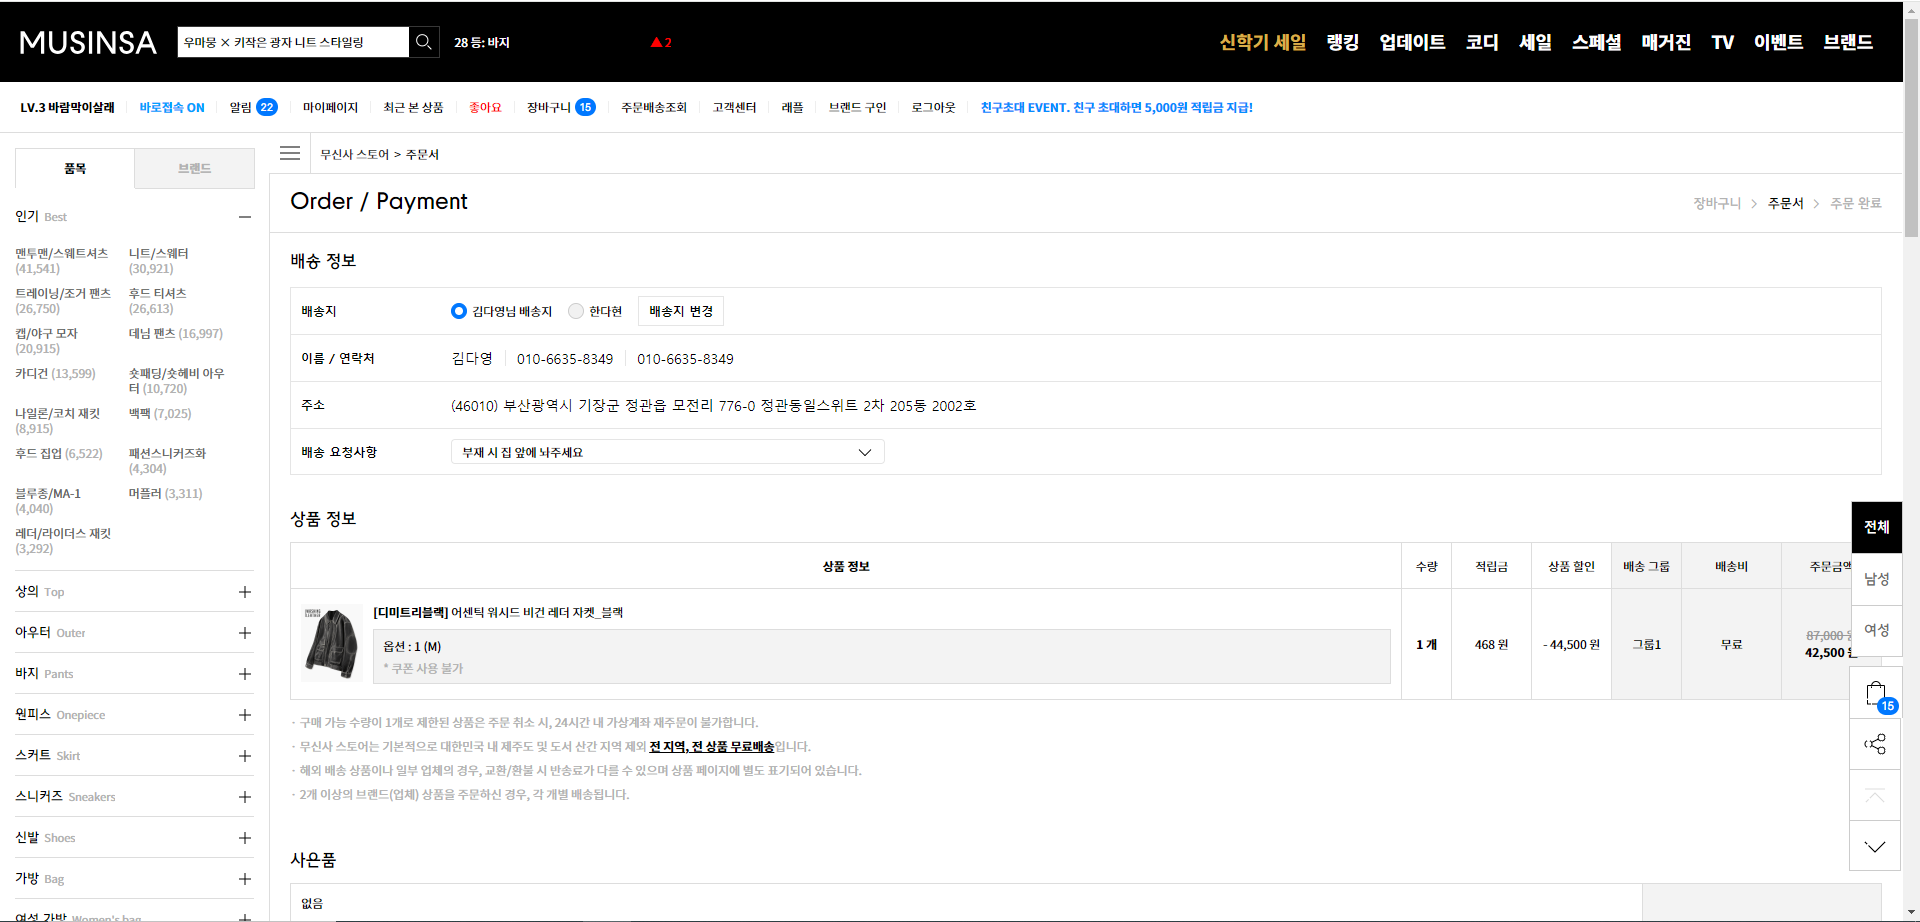 MUSINSA
우마뭉 × 키작은 광자 니트 스타일링
28 등: 바지
▲2
신학기 세일 랭킹 업데이트 코디 세일 스페셜 매거진 TV 이벤트 브랜드
LV.3 바람막이살래 바로접속 ON 알림 22 마이페이지 최근 본 상품 좋아요 장바구니 15 주문배송조회 고객센터 래플 브랜드 구인 로그아웃 친구초대 EVENT. 친구 초대하면 5,000원 적립금 지급!
품목 브랜드
인기 Best
맨투맨/스웨트셔츠 (41,541)
니트/스웨터 (30,921)
트레이닝/조거 팬츠 (26,750)
후드 티셔츠 (26,613)
캡/야구 모자 (20,915)
데님 팬츠 (16,997)
카디건 (13,599)
숏패딩/숏헤비 아우터 (10,720)
나일론/코치 재킷 (8,915)
백팩 (7,025)
후드 집업 (6,522)
패션스니커즈화 (4,304)
블루종/MA-1 (4,040)
머플러 (3,311)
레더/라이더스 재킷 (3,292)
상의 Top
아우터 Outer
바지 Pants
원피스 Onepiece
스커트 Skirt
스니커즈 Sneakers
신발 Shoes
가방 Bag
여성 가방 Women's bag
무신사 스토어 > 주문서
Order / Payment
장바구니 > 주문서 > 주문 완료
배송 정보
배송지 김다영님 배송지 한다현 배송지 변경
이름 / 연락처 김다영 010-6635-8349 010-6635-8349
주소 (46010) 부산광역시 기장군 정관읍 모전리 776-0 정관동일스위트 2차 205동 2002호
배송 요청사항 부재 시 집 앞에 놔주세요
상품 정보
상품 정보 수량 적립금 상품 할인 배송 그룹 배송비 주문금액
[디미트리블랙] 어센틱 워시드 비건 레더 자켓_블랙
옵션 : 1 (M)
* 쿠폰 사용 불가
1 개 468 원 - 44,500 원 그룹1 무료
87,000 원
42,500 원
· 구매 가능 수량이 1개로 제한된 상품은 주문 취소 시, 24시간 내 가상계좌 재주문이 불가합니다.
· 무신사 스토어는 기본적으로 대한민국 내 제주도 및 도서 산간 지역 제외 전 지역, 전 상품 무료배송입니다.
· 해외 배송 상품이나 일부 업체의 경우, 교환/환불 시 반송료가 다를 수 있으며 상품 페이지에 별도 표기되어 있습니다.
· 2개 이상의 브랜드(업체) 상품을 주문하신 경우, 각 개별 배송됩니다.
사은품
없음
전체
남성
여성
15